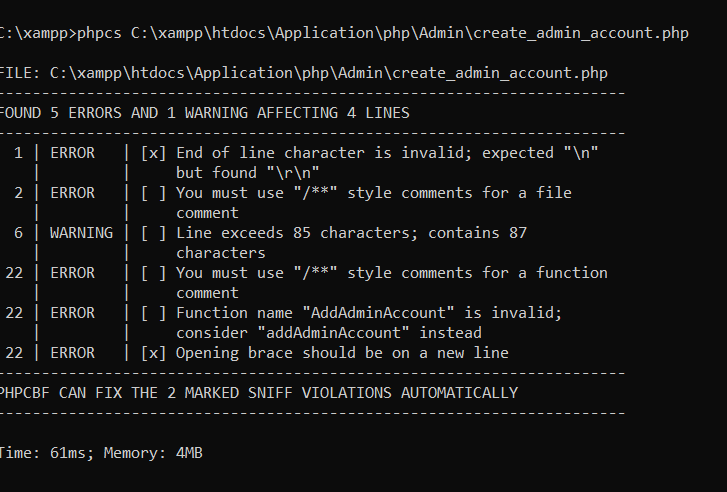 C:\xampp>phpcs C:\xampp\htdocs\Application\php\Admin\create_admin_account.php
FILE: C:\xampp\htdocs\Application\php\Admin\create_admin_account.php
----------------------------------------------------------------------
FOUND 5 ERRORS AND 1 WARNING AFFECTING 4 LINES
----------------------------------------------------------------------
  1 | ERROR   | [x] End of line character is invalid; expected "\n"
    |         |     but found "\r\n"
  2 | ERROR   | [ ] You must use "/**" style comments for a file
    |         |     comment
  6 | WARNING | [ ] Line exceeds 85 characters; contains 87
    |         |     characters
 22 | ERROR   | [ ] You must use "/**" style comments for a function
    |         |     comment
 22 | ERROR   | [ ] Function name "AddAdminAccount" is invalid;
    |         |     consider "addAdminAccount" instead
 22 | ERROR   | [x] Opening brace should be on a new line
----------------------------------------------------------------------
PHPCBF CAN FIX THE 2 MARKED SNIFF VIOLATIONS AUTOMATICALLY
----------------------------------------------------------------------
Time: 61ms; Memory: 4MB